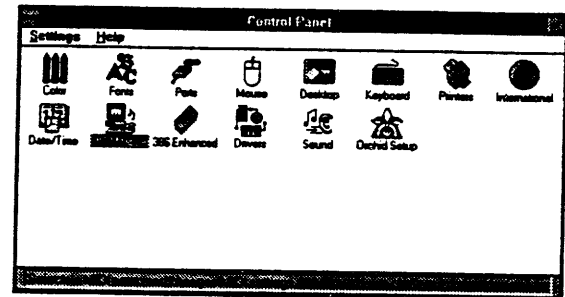 Control Panel
Settings Help
Color Fonts Ports Mouse Desktop Keyboard Printers International
Date/Time 386 Enhanced Drivers Sound Orchid Setup